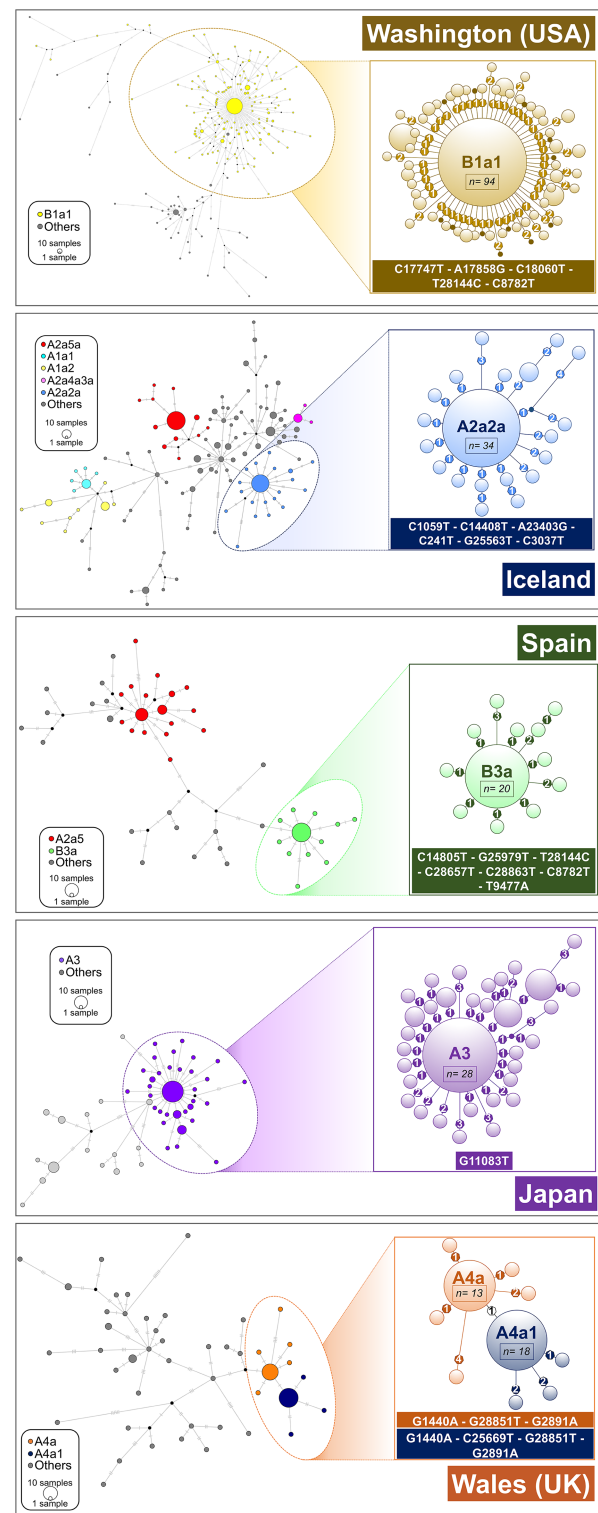 Washington (USA)
B1a1
Others
10 samples
1 sample
B1a1
n= 94
C17747T - A17858G - C18060T -
T28144C - C8782T
A2a5a
A1a1
A1a2
A2a4a3a
A2a2a
Others
10 samples
1 sample
A2a2a
n= 34
C1059T - C14408T - A23403G -
C241T - G25563T - C3037T
Iceland
Spain
A2a5
B3a
Others
10 samples
1 sample
B3a
n= 20
C14805T - G25979T - T28144C
- C28657T - C28863T - C8782T
- T9477A
A3
Others
10 samples
1 sample
A3
n= 28
G11083T
Japan
A4a
A4a1
Others
10 samples
1 sample
A4a
n= 13
A4a1
n= 18
G1440A - G28851T - G2891A
G1440A - C25669T - G28851T -
G2891A
Wales (UK)